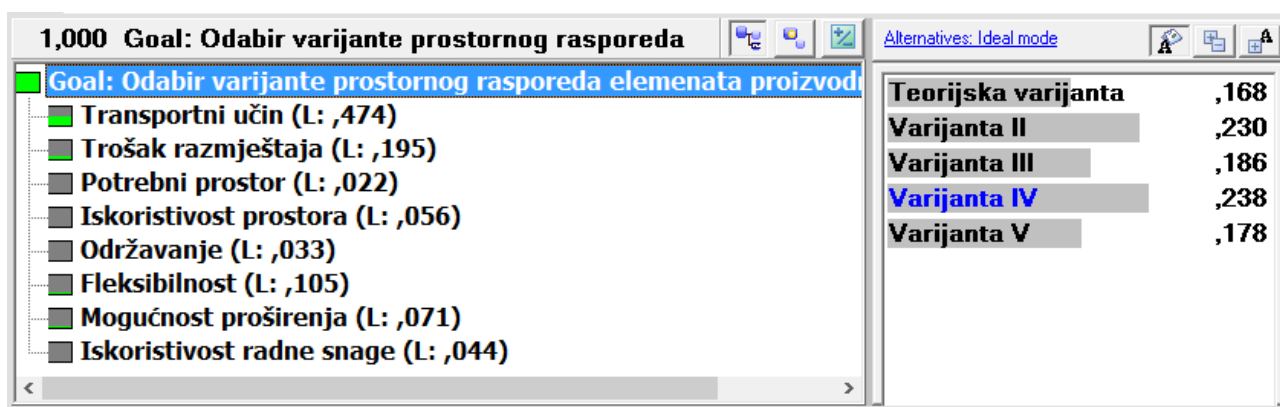 1,000 Goal: Odabir varijante prostornog rasporeda
Goal: Odabir varijante prostornog rasporeda elemenata
Transportni učin (L: ,474)
Trošak razmještaja (L: ,195)
Potrebni prostor (L: ,022)
Iskoristivost prostora (L: ,056)
Održavanje (L: ,033)
Fleksibilnost (L: ,105)
Mogućnost proširenja (L: ,071)
Iskoristivost radne snage (L: ,044)
Alternatives: Ideal mode
Teorijska varijanta ,168
Varijanta II ,230
Varijanta III ,186
Varijanta IV ,238
Varijanta V ,178